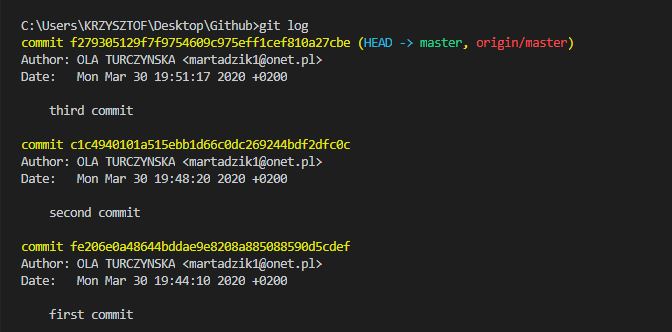 C:\Users\KRZYSZTOF\Desktop\Github>git log
commit f279305129f7f9754609c975eff1cef810a27cbe (HEAD -> master, origin/master)
Author: OLA TURCZYNSKA <martadzik1@onet.pl>
Date:   Mon Mar 30 19:51:17 2020 +0200
    third commit
commit c1c4940101a515ebb1d66c0dc269244bdf2dfc0c
Author: OLA TURCZYNSKA <martadzik1@onet.pl>
Date:   Mon Mar 30 19:48:20 2020 +0200
    second commit
commit fe206e0a48644bddae9e8208a885088590d5cdef
Author: OLA TURCZYNSKA <martadzik1@onet.pl>
Date:   Mon Mar 30 19:44:10 2020 +0200
    first commit